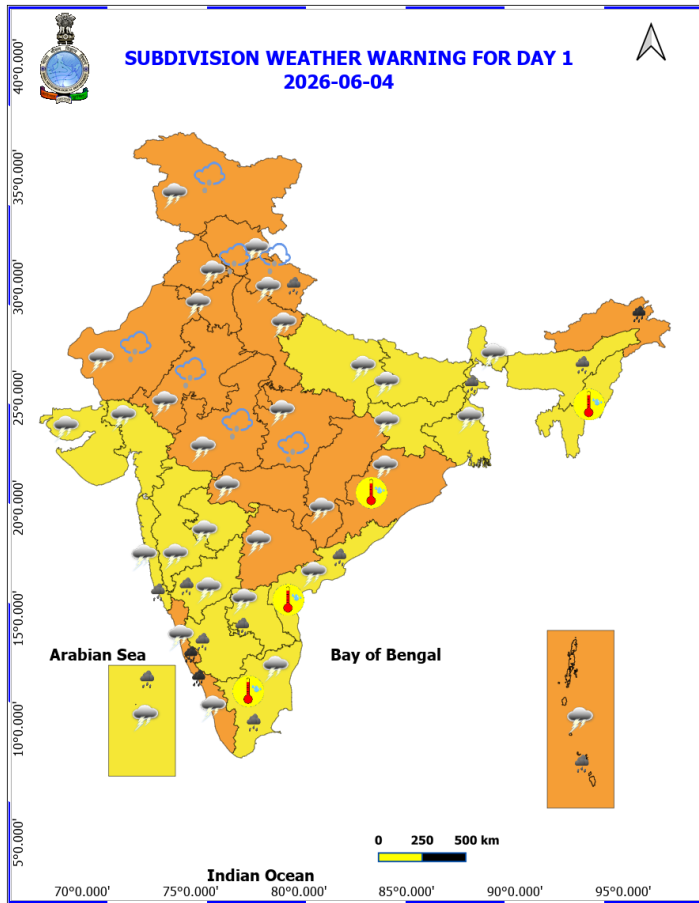 SUBDIVISION WEATHER WARNING FOR DAY 1
2026-06-04
40°0.000'
35°0.000'
30°0.000'
25°0.000'
20°0.000'
15°0.000'
10°0.000'
5°0.000'
Arabian Sea
Bay of Bengal
0 250 500 km
Indian Ocean
70°0.000' 75°0.000' 80°0.000' 85°0.000' 90°0.000' 95°0.000'